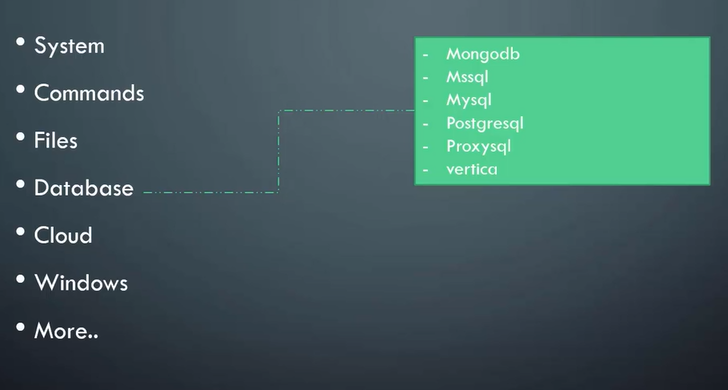 • System
• Commands
• Files
• Database
• Cloud
• Windows
• More..
- Mongodb
- Mssql
- Mysql
- Postgresql
- Proxysql
- vertica